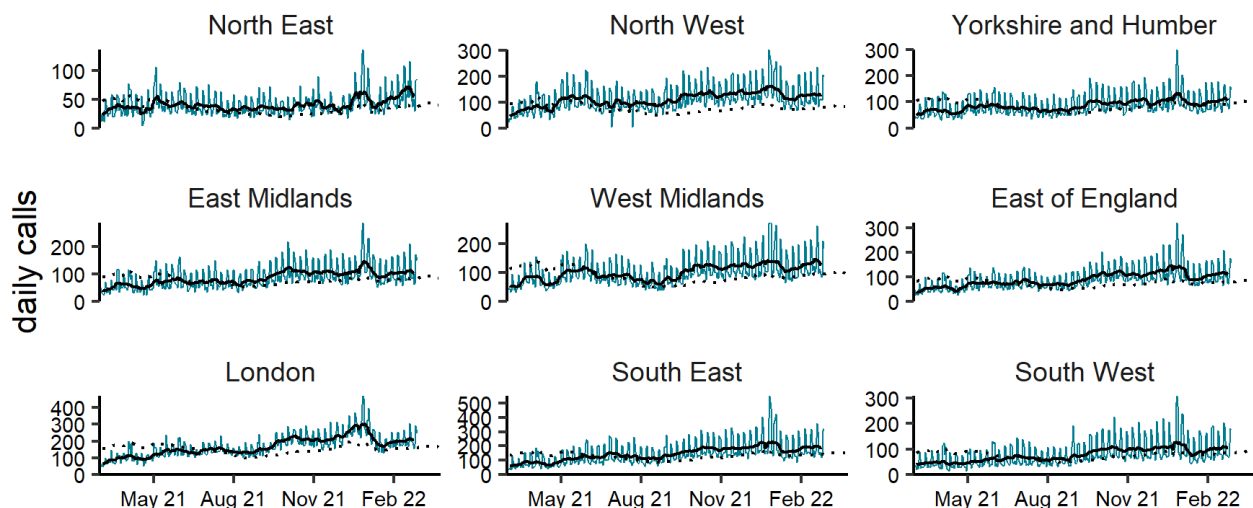 North East
North West
Yorkshire and Humber
100
50
0
300
200
100
0
300
200
100
0
daily calls
East Midlands
West Midlands
East of England
200
100
0
200
100
0
300
200
100
0
London
South East
South West
400
300
200
100
0
500
400
300
200
100
0
300
200
100
0
May 21 Aug 21 Nov 21 Feb 22
May 21 Aug 21 Nov 21 Feb 22
May 21 Aug 21 Nov 21 Feb 22